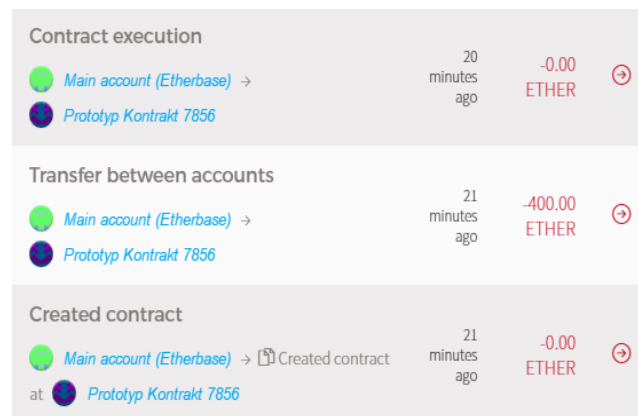 Contract execution
Main account (Etherbase) →
Prototyp Kontrakt 7856
20
minutes
ago
-0.00
ETHER
Transfer between accounts
Main account (Etherbase) →
Prototyp Kontrakt 7856
21
minutes
ago
-400.00
ETHER
Created contract
Main account (Etherbase) → Created contract
at Prototyp Kontrakt 7856
21
minutes
ago
-0.00
ETHER